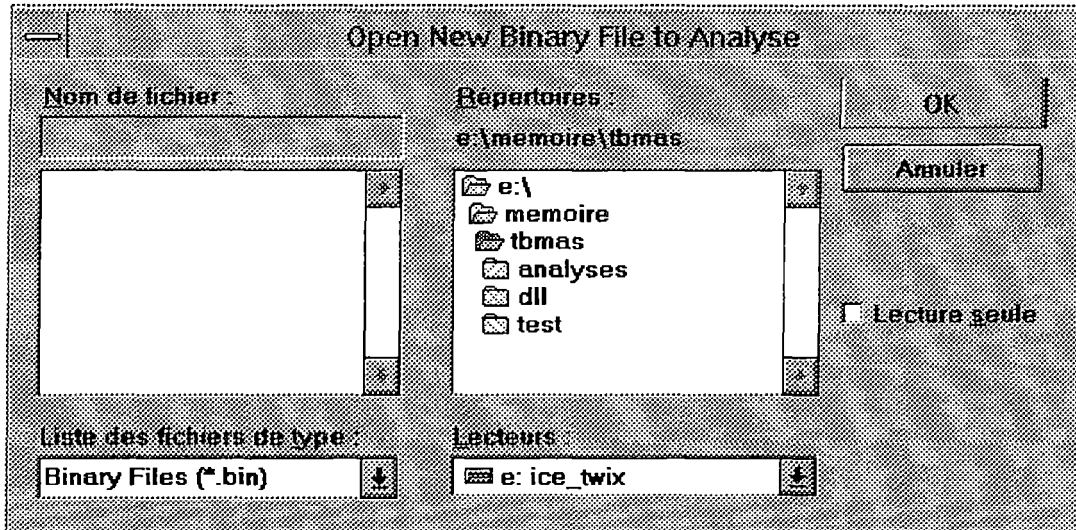 Open New Binary File to Analyse
Nom de fichier :
Répertoires :
e:\memoire\tbmas
OK
Annuler
e:\
memoire
tbmas
analyses
dll
test
Lecture seule
Liste des fichiers de type :
Binary Files (*.bin)
Lecteurs :
e: ice_twix